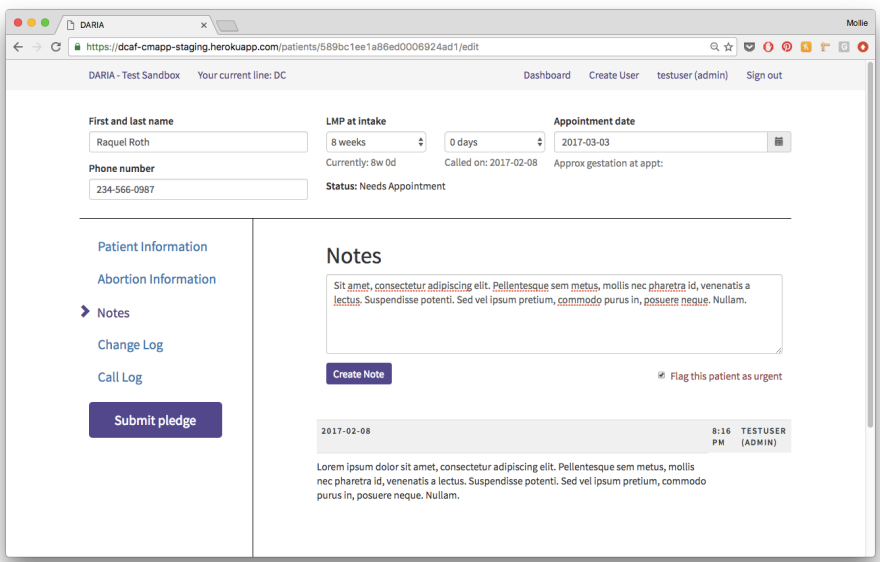 DARIA
Mollie
https://dcaf-cmapp-staging.herokuapp.com/patients/589bc1ee1a86ed0006924ad1/edit
DARIA - Test Sandbox Your current line: DC Dashboard Create User testuser (admin) Sign out
First and last name LMP at intake Appointment date
Raquel Roth 8 weeks 0 days 2017-03-03
Currently: 8w 0d Called on: 2017-02-08 Approx gestation at appt:
Phone number
234-566-0987 Status: Needs Appointment
Patient Information
Abortion Information
Notes
Change Log
Call Log
Submit pledge
Notes
Sit amet, consectetur adipiscing elit. Pellentesque sem metus, mollis nec pharetra id, venenatis a
lectus. Suspendisse potenti. Sed vel ipsum pretium, commodo purus in, posuere neque. Nullam.
Create Note Flag this patient as urgent
2017-02-08 8:16 TESTUSER
PM (ADMIN)
Lorem ipsum dolor sit amet, consectetur adipiscing elit. Pellentesque sem metus, mollis
nec pharetra id, venenatis a lectus. Suspendisse potenti. Sed vel ipsum pretium, commodo
purus in, posuere neque. Nullam.